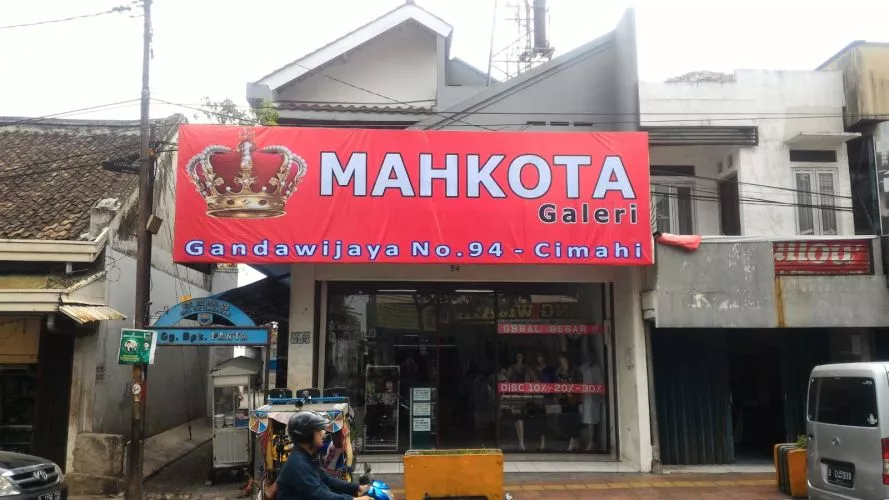 MAHKOTA
Galeri
Gandawijaya No.94 - Cimahi
94
OBRAL BESAR !!
DISC 10%-20%-30%
Gg. Bpk. PARTA